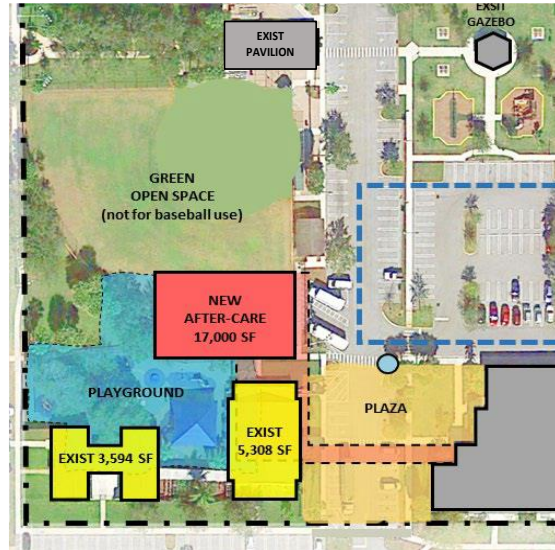 EXSIT
GAZEBO
EXIST
PAVILION
GREEN
OPEN SPACE
(not for baseball use)
NEW
AFTER-CARE
17,000 SF
PLAYGROUND
PLAZA
EXIST
5,308 SF
EXIST 3,594 SF